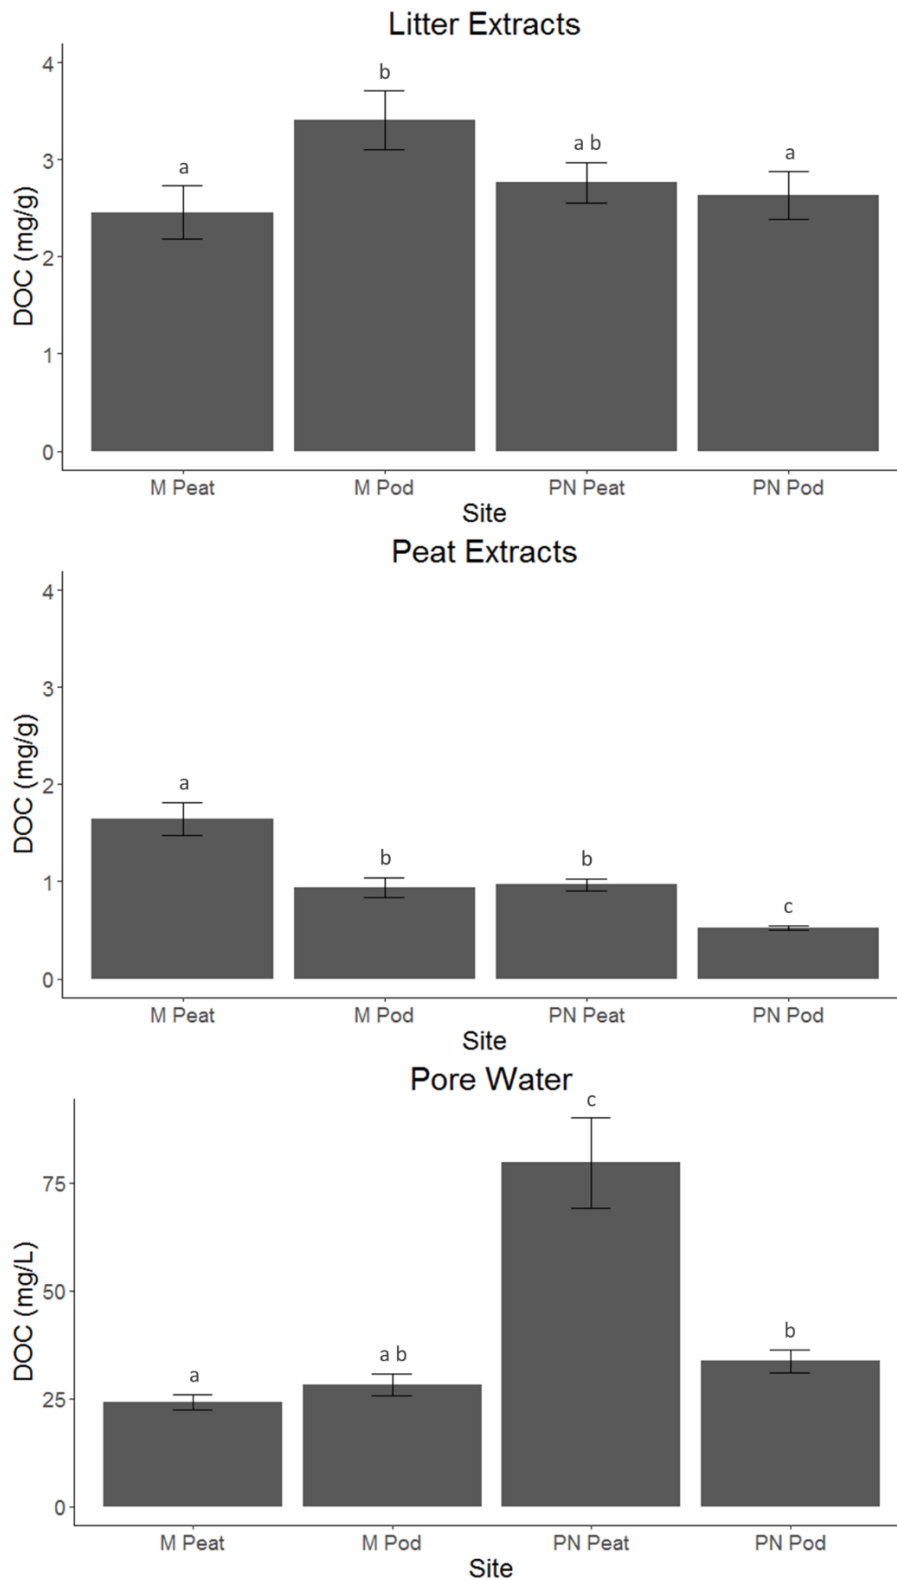 Litter Extracts
DOC (mg/g)
4
3
2
1
0
a
b
a b
a
M Peat
M Pod
PN Peat
PN Pod
Site
Peat Extracts
DOC (mg/g)
4
3
2
1
0
a
b
b
c
M Peat
M Pod
PN Peat
PN Pod
Site
Pore Water
DOC (mg/L)
75
50
25
0
a
a b
c
b
M Peat
M Pod
PN Peat
PN Pod
Site